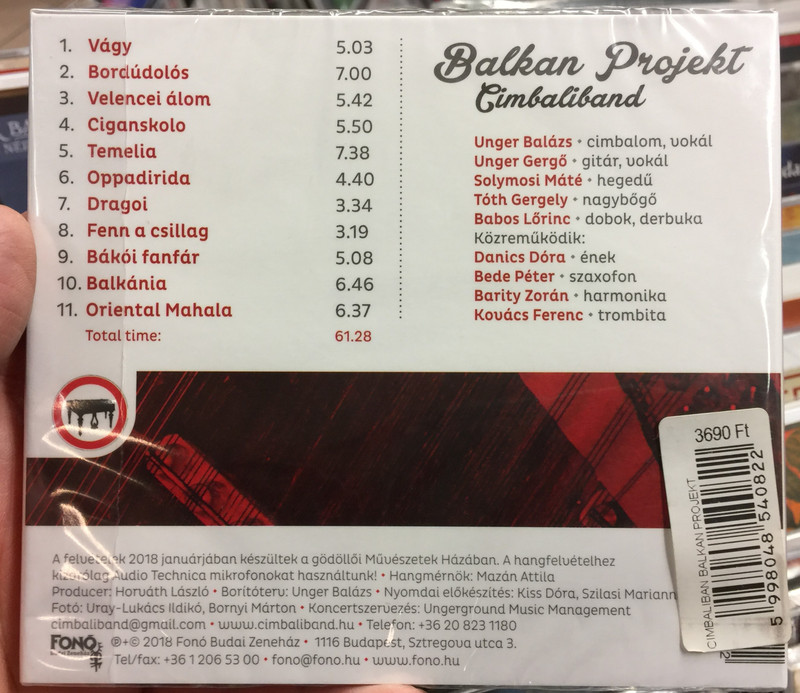 1. Vágy 5.03
2. Bordúdolós 7.00
3. Velencei álom 5.42
4. Ciganskolo 5.50
5. Temelia 7.38
6. Oppadirida 4.40
7. Dragoi 3.34
8. Fenn a csillag 3.19
9. Bákói fanfár 5.08
10. Balkánia 6.46
11. Oriental Mahala 6.37
Total time: 61.28
Balkan Projekt
Cimbaliband
Unger Balázs • cimbalom, vokál
Unger Gergő • gitár, vokál
Solymosi Máté • hegedű
Tóth Gergely • nagybőgő
Babos Lőrinc • dobok, derbuka
Közreműködik:
Danics Dóra • ének
Bede Péter • szaxofon
Barity Zorán • harmonika
Kovács Ferenc • trombita
3690 Ft
CIMBALIBAN BALKAN PROJEKT
5 998048 540822
A felvételek 2018 januárjában készültek a gödöllői Művészetek Házában. A hangfelvételhez
kizárólag Audio Technica mikrofonokat használtunk! • Hangmérnök: Mazán Attila
Producer: Horváth László • Borítóterv: Unger Balázs • Nyomdai előkészítés: Kiss Dóra, Szilasi Mariann
Fotó: Uray-Lukács Ildikó, Bornyi Márton • Koncertszervezés: Ungerground Music Management
cimbaliband@gmail.com • www.cimbaliband.hu • Telefon: +36 20 823 1180
FONÓ
Budai Zeneház
℗+© 2018 Fonó Budai Zeneház • 1116 Budapest, Sztregova utca 3.
Tel/fax: +36 1 206 53 00 • fono@fono.hu • www.fono.hu